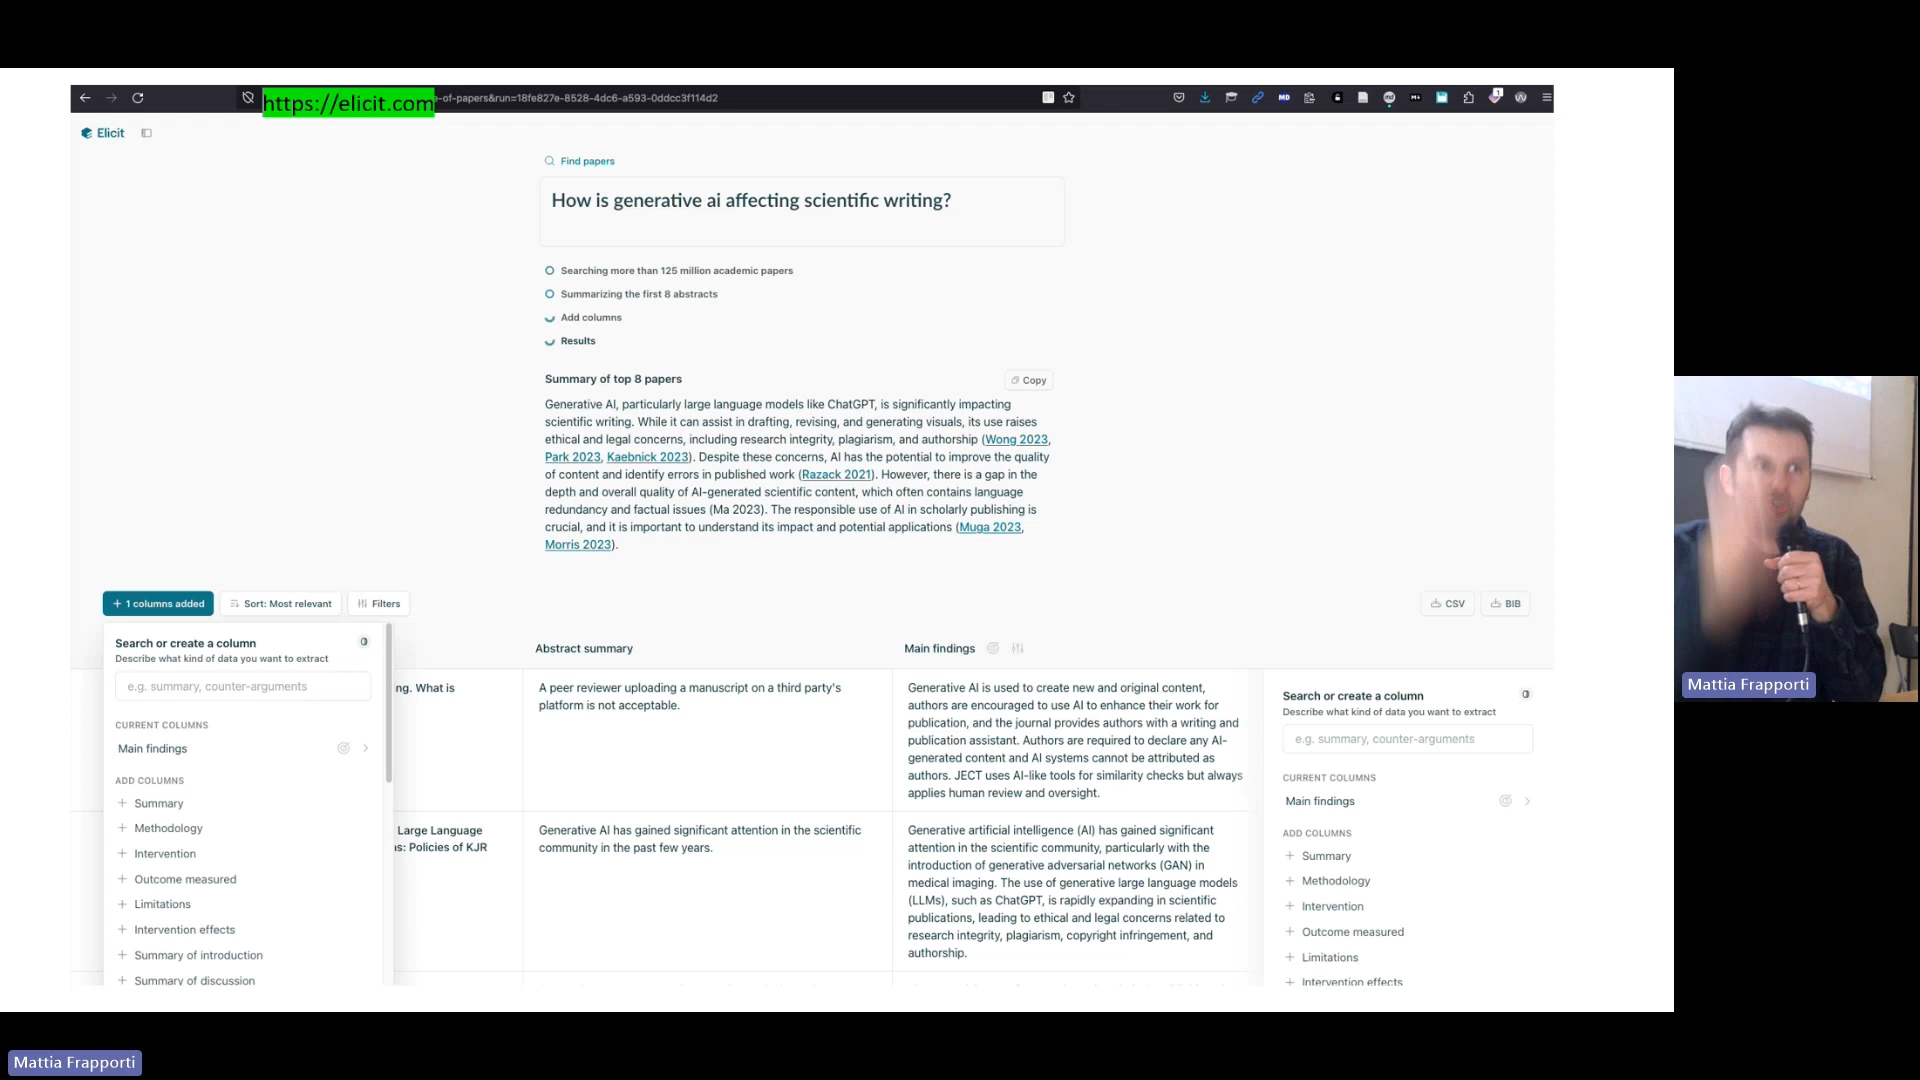 https://elicit.com
e-of-papers&run=18fe827e-8528-4dc6-a593-0ddcc3f114d2
MD
1
Elicit
Find papers
How is generative ai affecting scientific writing?
Searching more than 125 million academic papers
Summarizing the first 8 abstracts
Add columns
Results
Summary of top 8 papers
Copy
Generative AI, particularly large language models like ChatGPT, is significantly impacting
scientific writing. While it can assist in drafting, revising, and generating visuals, its use raises
ethical and legal concerns, including research integrity, plagiarism, and authorship (Wong 2023,
Park 2023, Kaebnick 2023). Despite these concerns, AI has the potential to improve the quality
of content and identify errors in published work (Razack 2021). However, there is a gap in the
depth and overall quality of AI-generated scientific content, which often contains language
redundancy and factual issues (Ma 2023). The responsible use of AI in scholarly publishing is
crucial, and it is important to understand its impact and potential applications (Muga 2023,
Morris 2023).
+ 1 columns added
Sort: Most relevant
Filters
CSV
BIB
Search or create a column
Describe what kind of data you want to extract
e.g. summary, counter-arguments
CURRENT COLUMNS
Main findings
ADD COLUMNS
+ Summary
+ Methodology
+ Intervention
+ Outcome measured
+ Limitations
+ Intervention effects
+ Summary of introduction
+ Summary of discussion
ng. What is
Large Language
ns: Policies of KJR
Abstract summary
A peer reviewer uploading a manuscript on a third party's
platform is not acceptable.
Generative AI has gained significant attention in the scientific
community in the past few years.
Main findings
Generative AI is used to create new and original content,
authors are encouraged to use AI to enhance their work for
publication, and the journal provides authors with a writing and
publication assistant. Authors are required to declare any AI-
generated content and AI systems cannot be attributed as
authors. JECT uses AI-like tools for similarity checks but always
applies human review and oversight.
Generative artificial intelligence (AI) has gained significant
attention in the scientific community, particularly with the
introduction of generative adversarial networks (GAN) in
medical imaging. The use of generative large language models
(LLMs), such as ChatGPT, is rapidly expanding in scientific
publications, leading to ethical and legal concerns related to
research integrity, plagiarism, copyright infringement, and
authorship.
Search or create a column
Describe what kind of data you want to extract
e.g. summary, counter-arguments
CURRENT COLUMNS
Main findings
ADD COLUMNS
+ Summary
+ Methodology
+ Intervention
+ Outcome measured
+ Limitations
+ Intervention effects
Mattia Frapporti
Mattia Frapporti